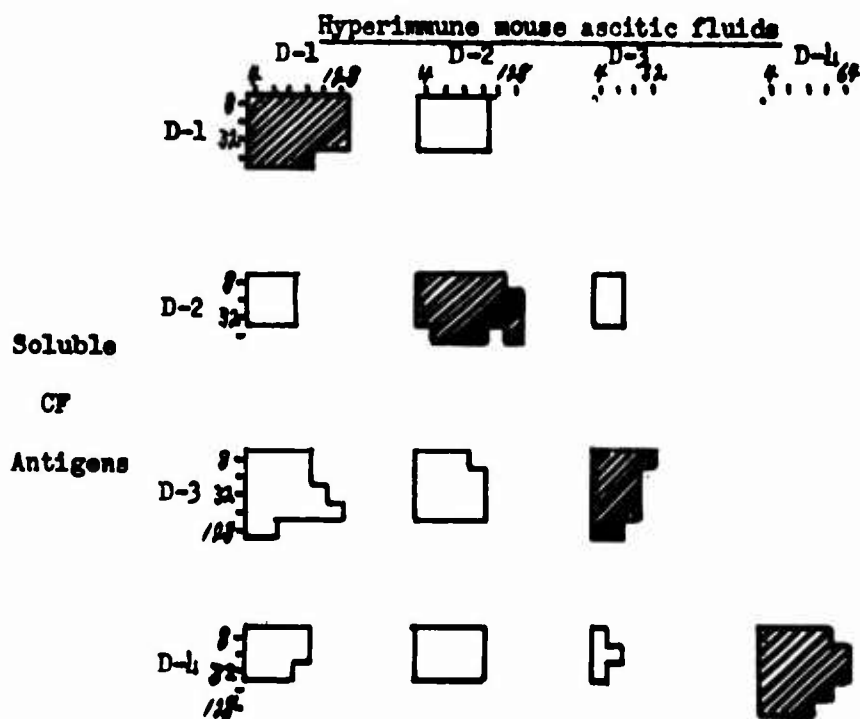 Hyperimmune mouse ascitic fluids
D-1 D-2 D-3 D-4
4 128 4 128 4 32 4 64
D-1 8
32
D-2 8
32
Soluble
CF
Antigens
D-3 8
32
128
D-4 8
32
128